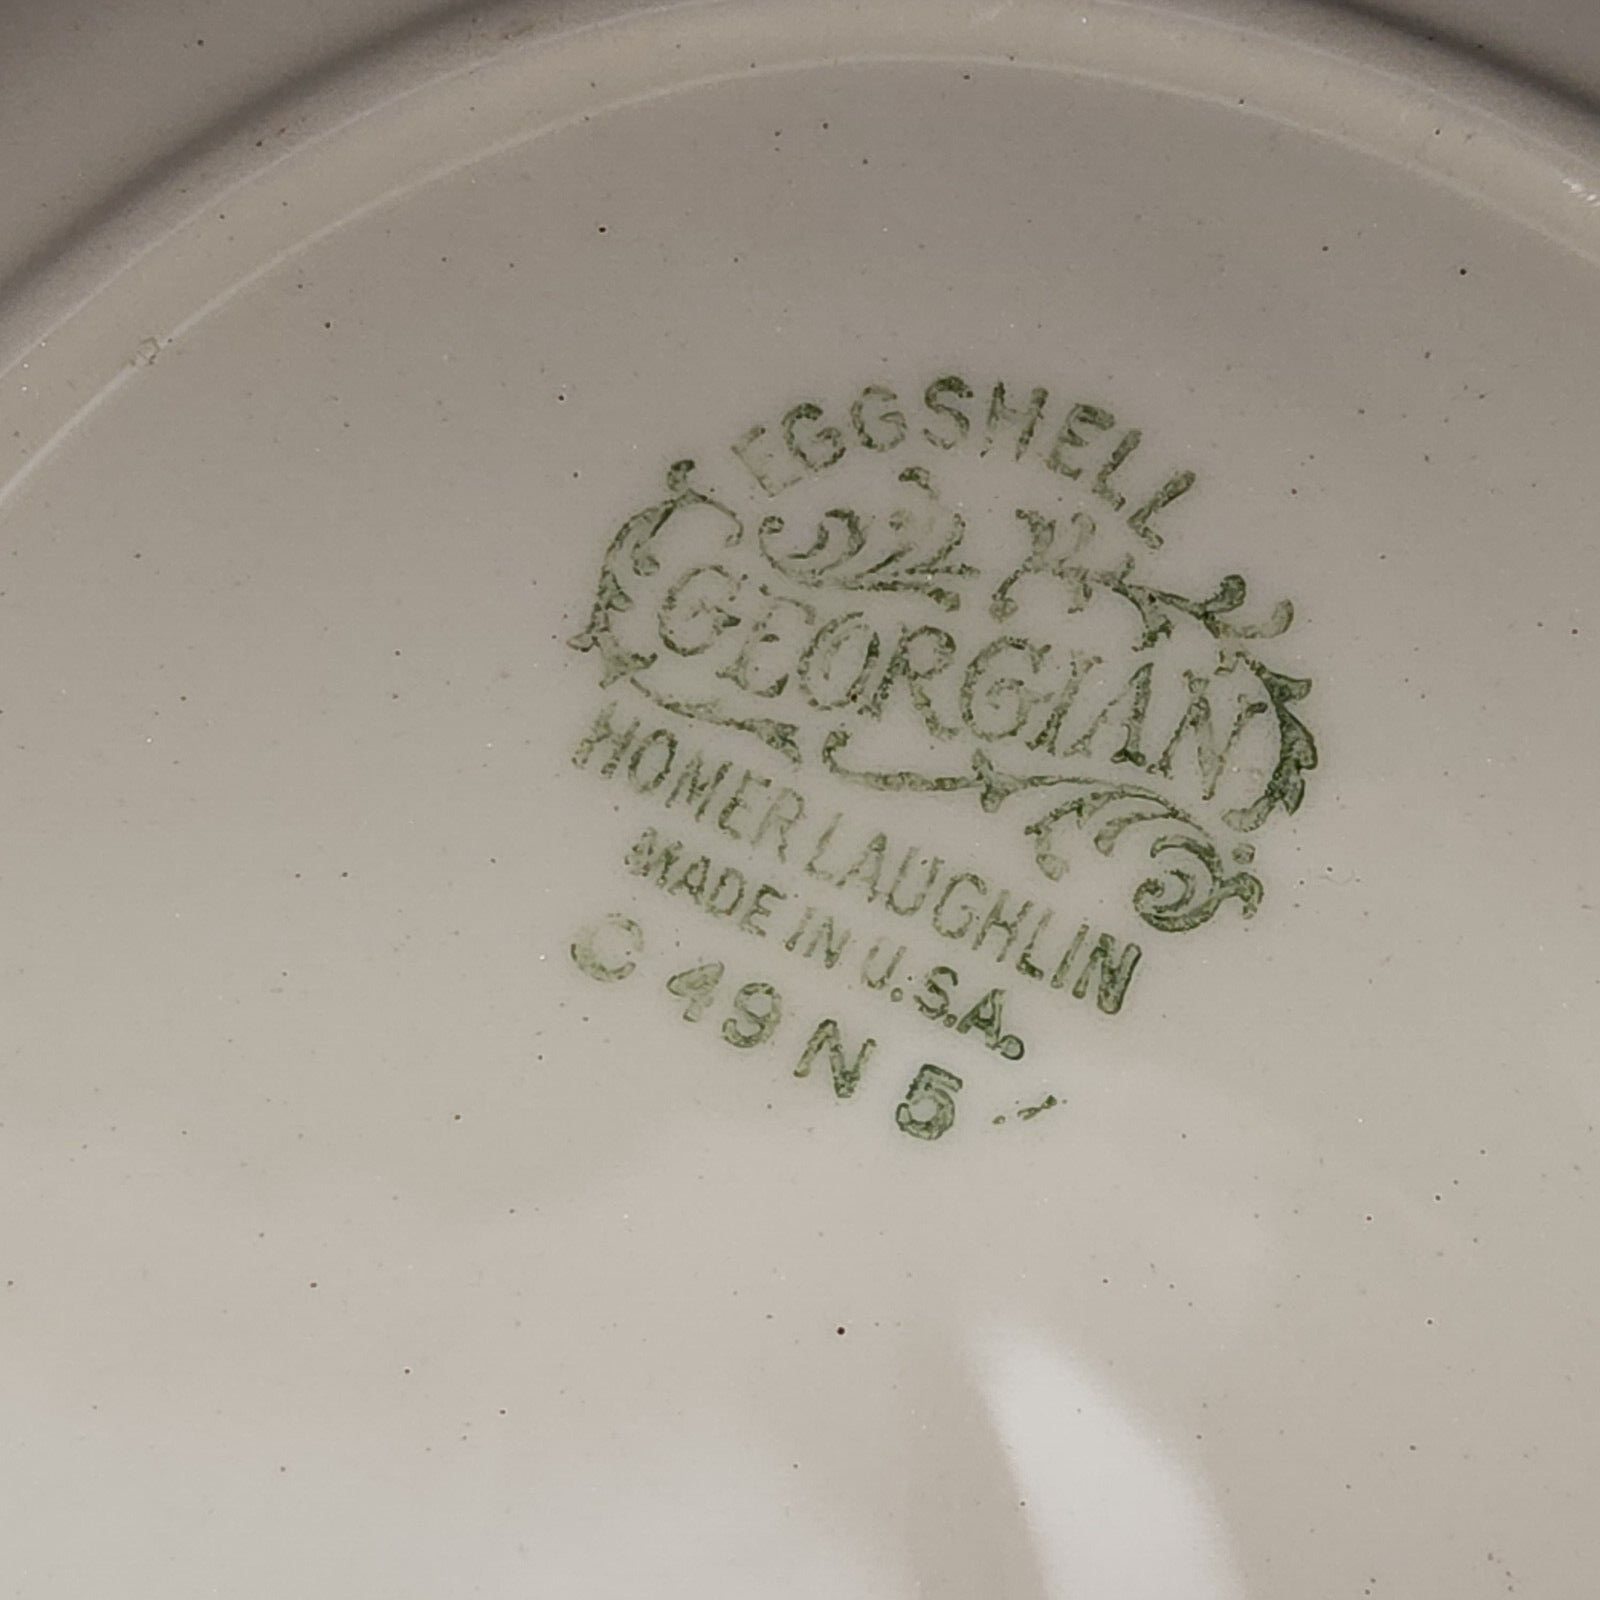 EGGSHELL
GEORGIAN
HOMER LAUGHLIN
MADE IN U.S.A.
C 49 N 5